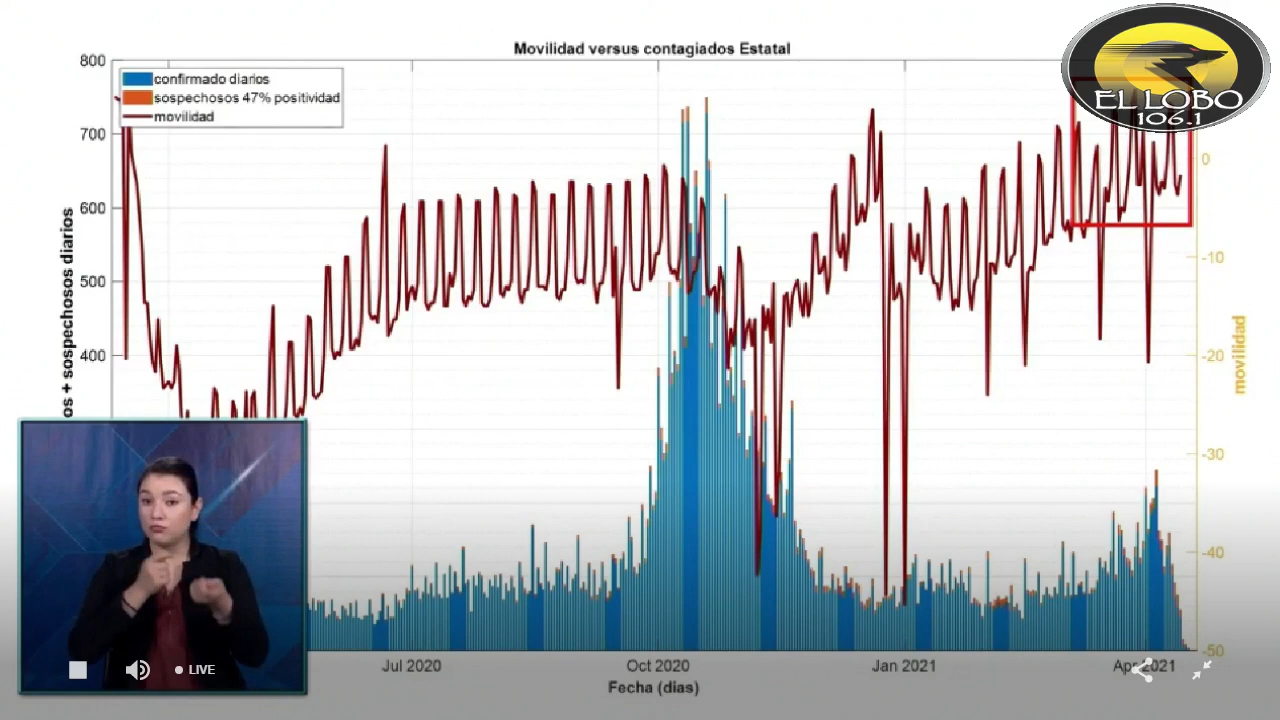 Movilidad versus contagiados Estatal
EL LOBO
106.1
confirmado diarios
sospechosos 47% positividad
movilidad
800
700
600
500
400
os + sospechosos diarios
0
-10
-20
-30
-40
-50
movilidad
Jul 2020
Oct 2020
Jan 2021
Apr 2021
Fecha (dias)
LIVE